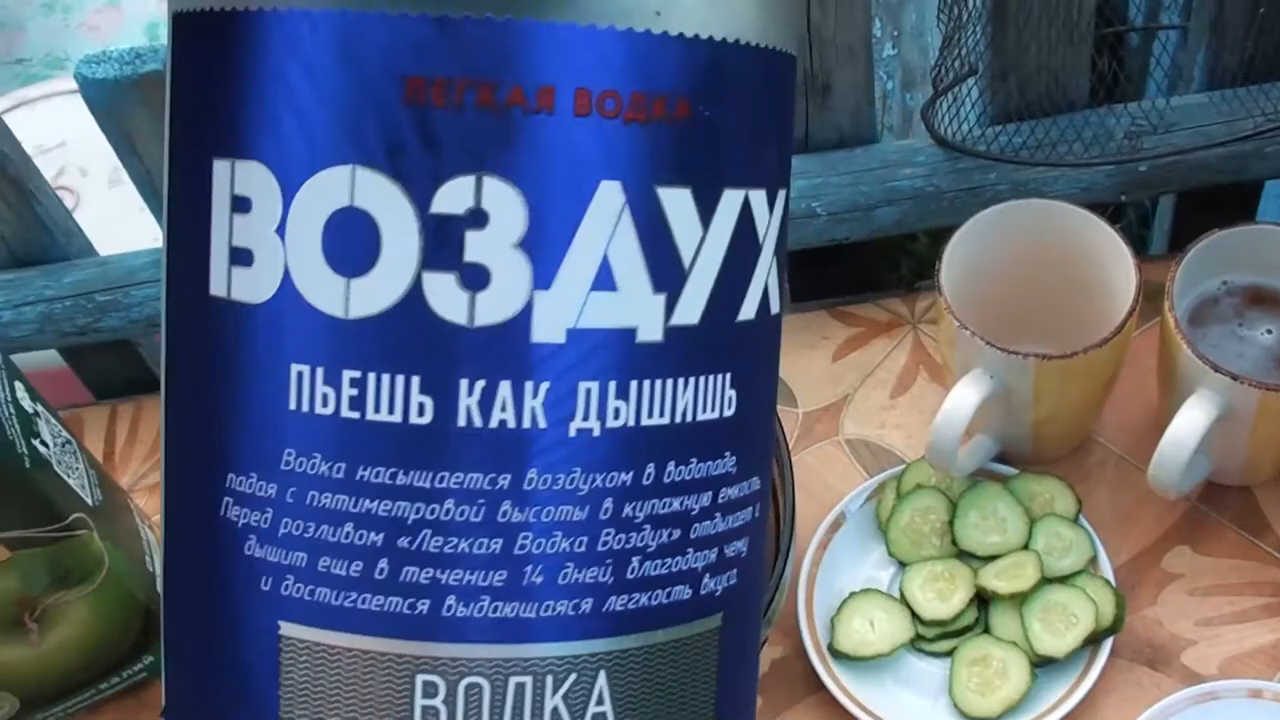 ЛЕГКАЯ ВОДКА
ВОЗДУХ
ПЬЕШЬ КАК ДЫШИШЬ
Водка насыщается воздухом в водопаде,
падая с пятиметровой высоты в купажную емкость
Перед розливом «Легкая Водка Воздух» отдыхает и
дышит еще в течение 14 дней, благодаря чему
и достигается выдающаяся легкость вкуса
ВОДКА